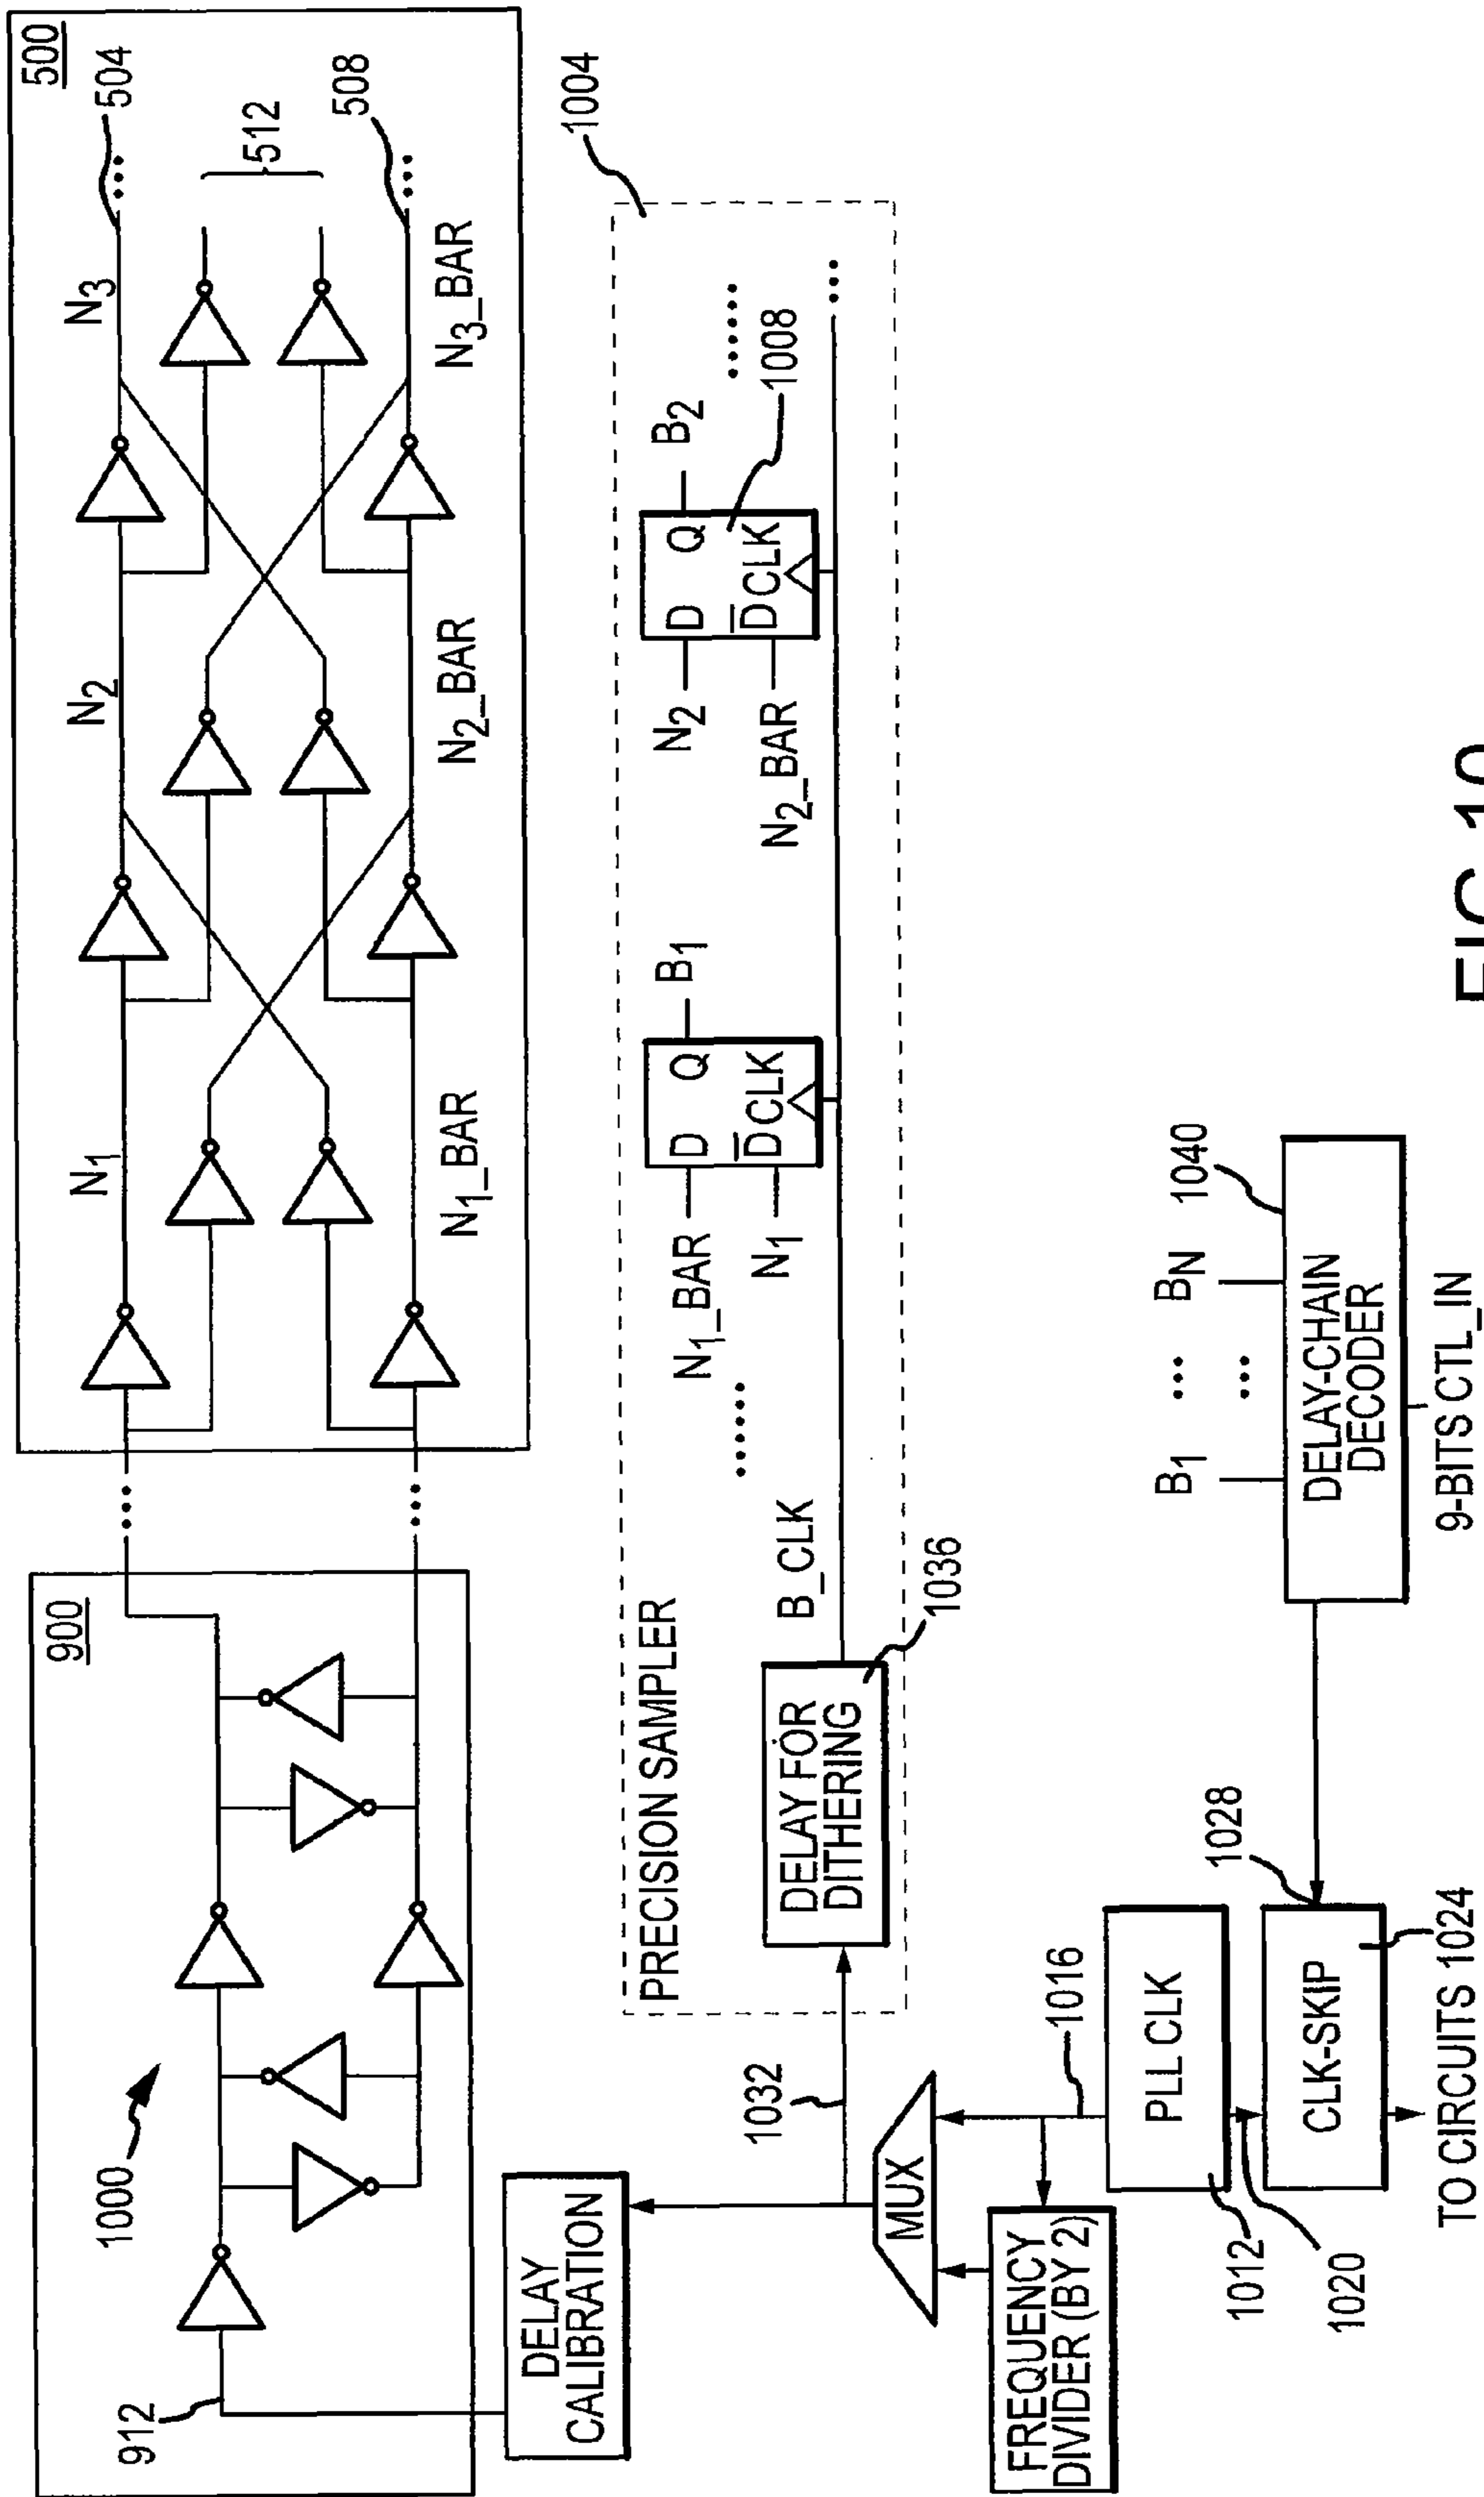 500
504
512
508
N3
N2
N1
N3_BAR
N2_BAR
N1_BAR
900
1000
912
1004
PRECISION SAMPLER
N1_BAR
N1
D Q
D̅ CLK
B1
N2
N2_BAR
D Q
D̅ CLK
B2
1008
B_CLK
DELAY FOR
DITHERING
1036
DELAY
CALIBRATION
1032
MUX
FREQUENCY
DIVIDER (BY 2)
1016
PLL CLK
1012
1020
CLK-SKIP
1028
TO CIRCUITS 1024
B1
BN
1040
DELAY-CHAIN
DECODER
9-BITS CTL_IN